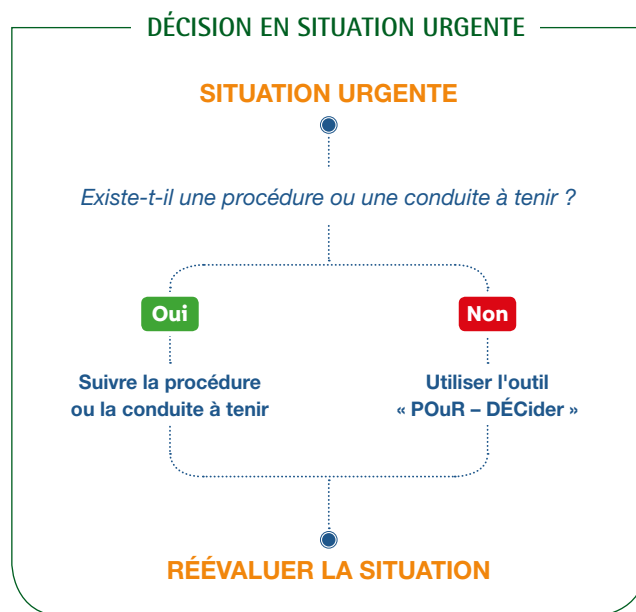 DÉCISION EN SITUATION URGENTE
SITUATION URGENTE
Existe-t-il une procédure ou une conduite à tenir ?
Oui
Non
Suivre la procédure
ou la conduite à tenir
Utiliser l'outil
« POuR – DÉCider »
RÉÉVALUER LA SITUATION